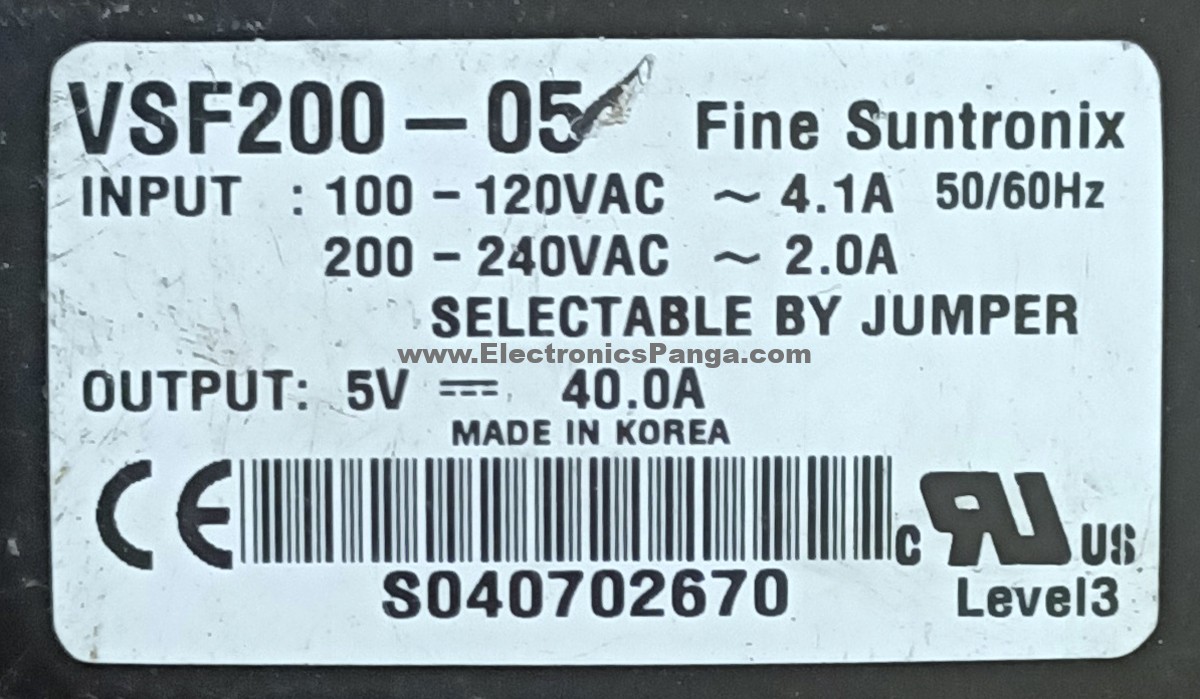 VSF200-05 Fine Suntronix
INPUT : 100-120VAC ~ 4.1A 50/60Hz
200-240VAC ~ 2.0A
SELECTABLE BY JUMPER
www.ElectronicsPanga.com
OUTPUT: 5V ⎓ 40.0A
MADE IN KOREA
CE c RU US
S040702670 Level3